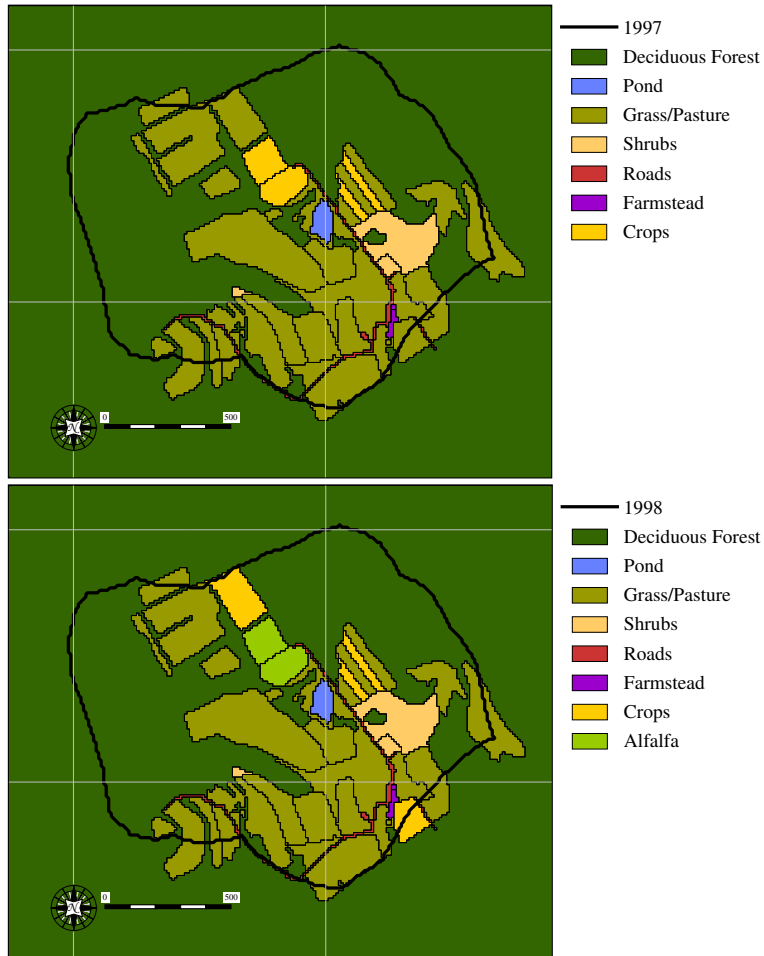 1997
Deciduous Forest
Pond
Grass/Pasture
Shrubs
Roads
Farmstead
Crops
N
0 500
1998
Deciduous Forest
Pond
Grass/Pasture
Shrubs
Roads
Farmstead
Crops
Alfalfa
N
0 500